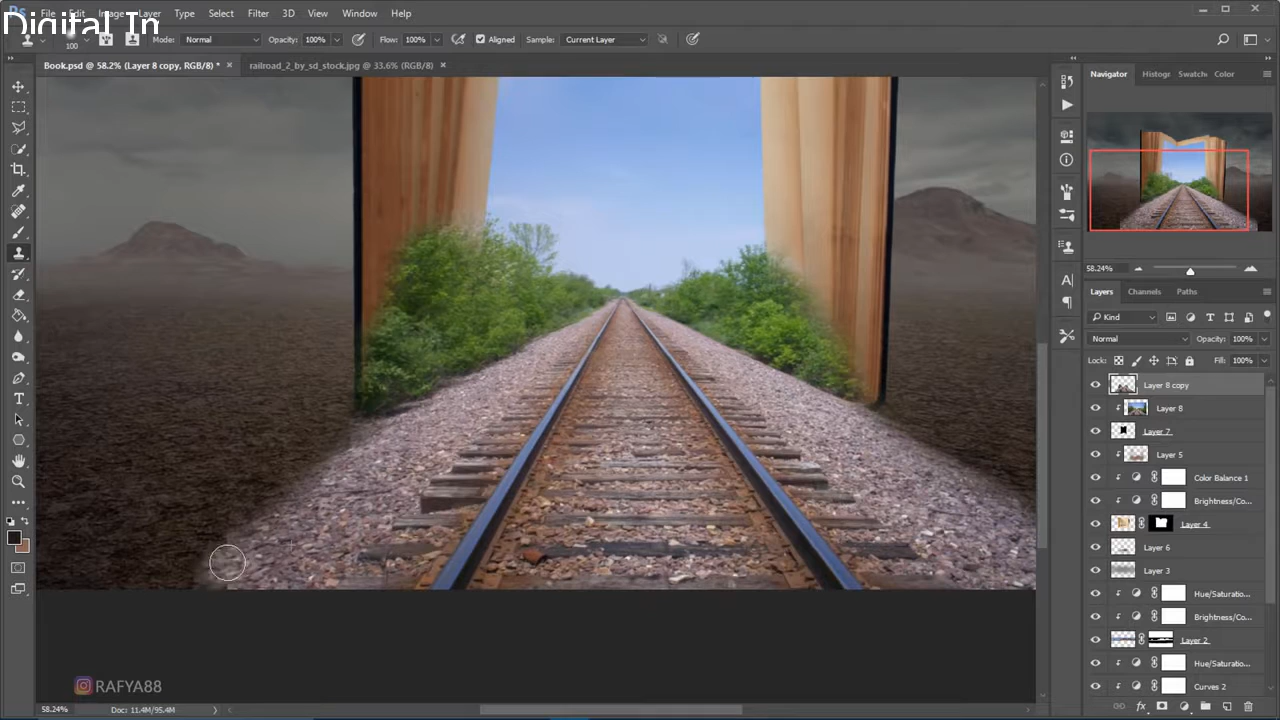 Digital In
File Edit Image Layer Type Select Filter 3D View Window Help
100 Mode: Normal Opacity: 100% Flow: 100% Aligned Sample: Current Layer
Book.psd @ 58.2% (Layer 8 copy, RGB/8) * railroad_2_by_sd_stock.jpg @ 33.6% (RGB/8)
Navigator Histogr Swatch Color
58.24%
Layers Channels Paths
Kind
Normal Opacity: 100%
Lock: Fill: 100%
Layer 8 copy
Layer 8
Layer 7
Layer 5
Color Balance 1
Brightness/Co...
Layer 4
Layer 6
Layer 3
Hue/Saturatio...
Brightness/Co...
Layer 2
Hue/Saturatio...
Curves 2
RAFYA88
58.24% Doc: 11.4M/95.4M